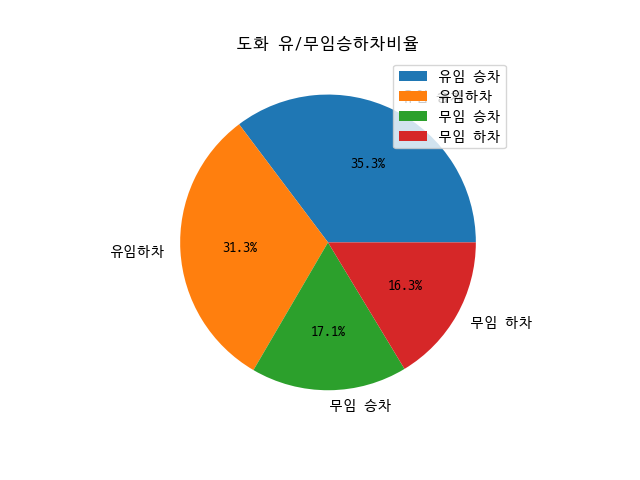 도화 유/무임승하차비율
유임 승차
유임하차
무임 승차
무임 하차
35.3%
31.3%
유임하차
16.3%
17.1%
무임 하차
무임 승차